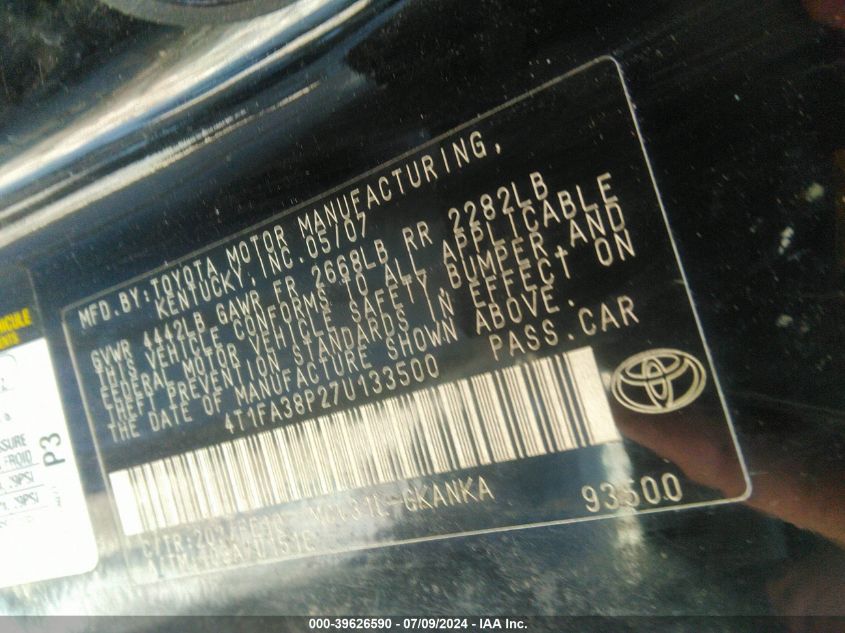 MFD.BY:TOYOTA MOTOR MANUFACTURING,
KENTUCKY,INC.05/07
GVWR 4442LB GAWR FR 2668LB RR 2282LB
THIS VEHICLE CONFORMS TO ALL APPLICABLE
FEDERAL MOTOR VEHICLE SAFETY,BUMPER,AND
THEFT PREVENTION STANDARDS IN EFFECT ON
THE DATE OF MANUFACTURE SHOWN ABOVE.
4T1FA38P27U133500 PASS.CAR
GKANKA
93500
P3
000-39626590 - 07/09/2024 - IAA Inc.